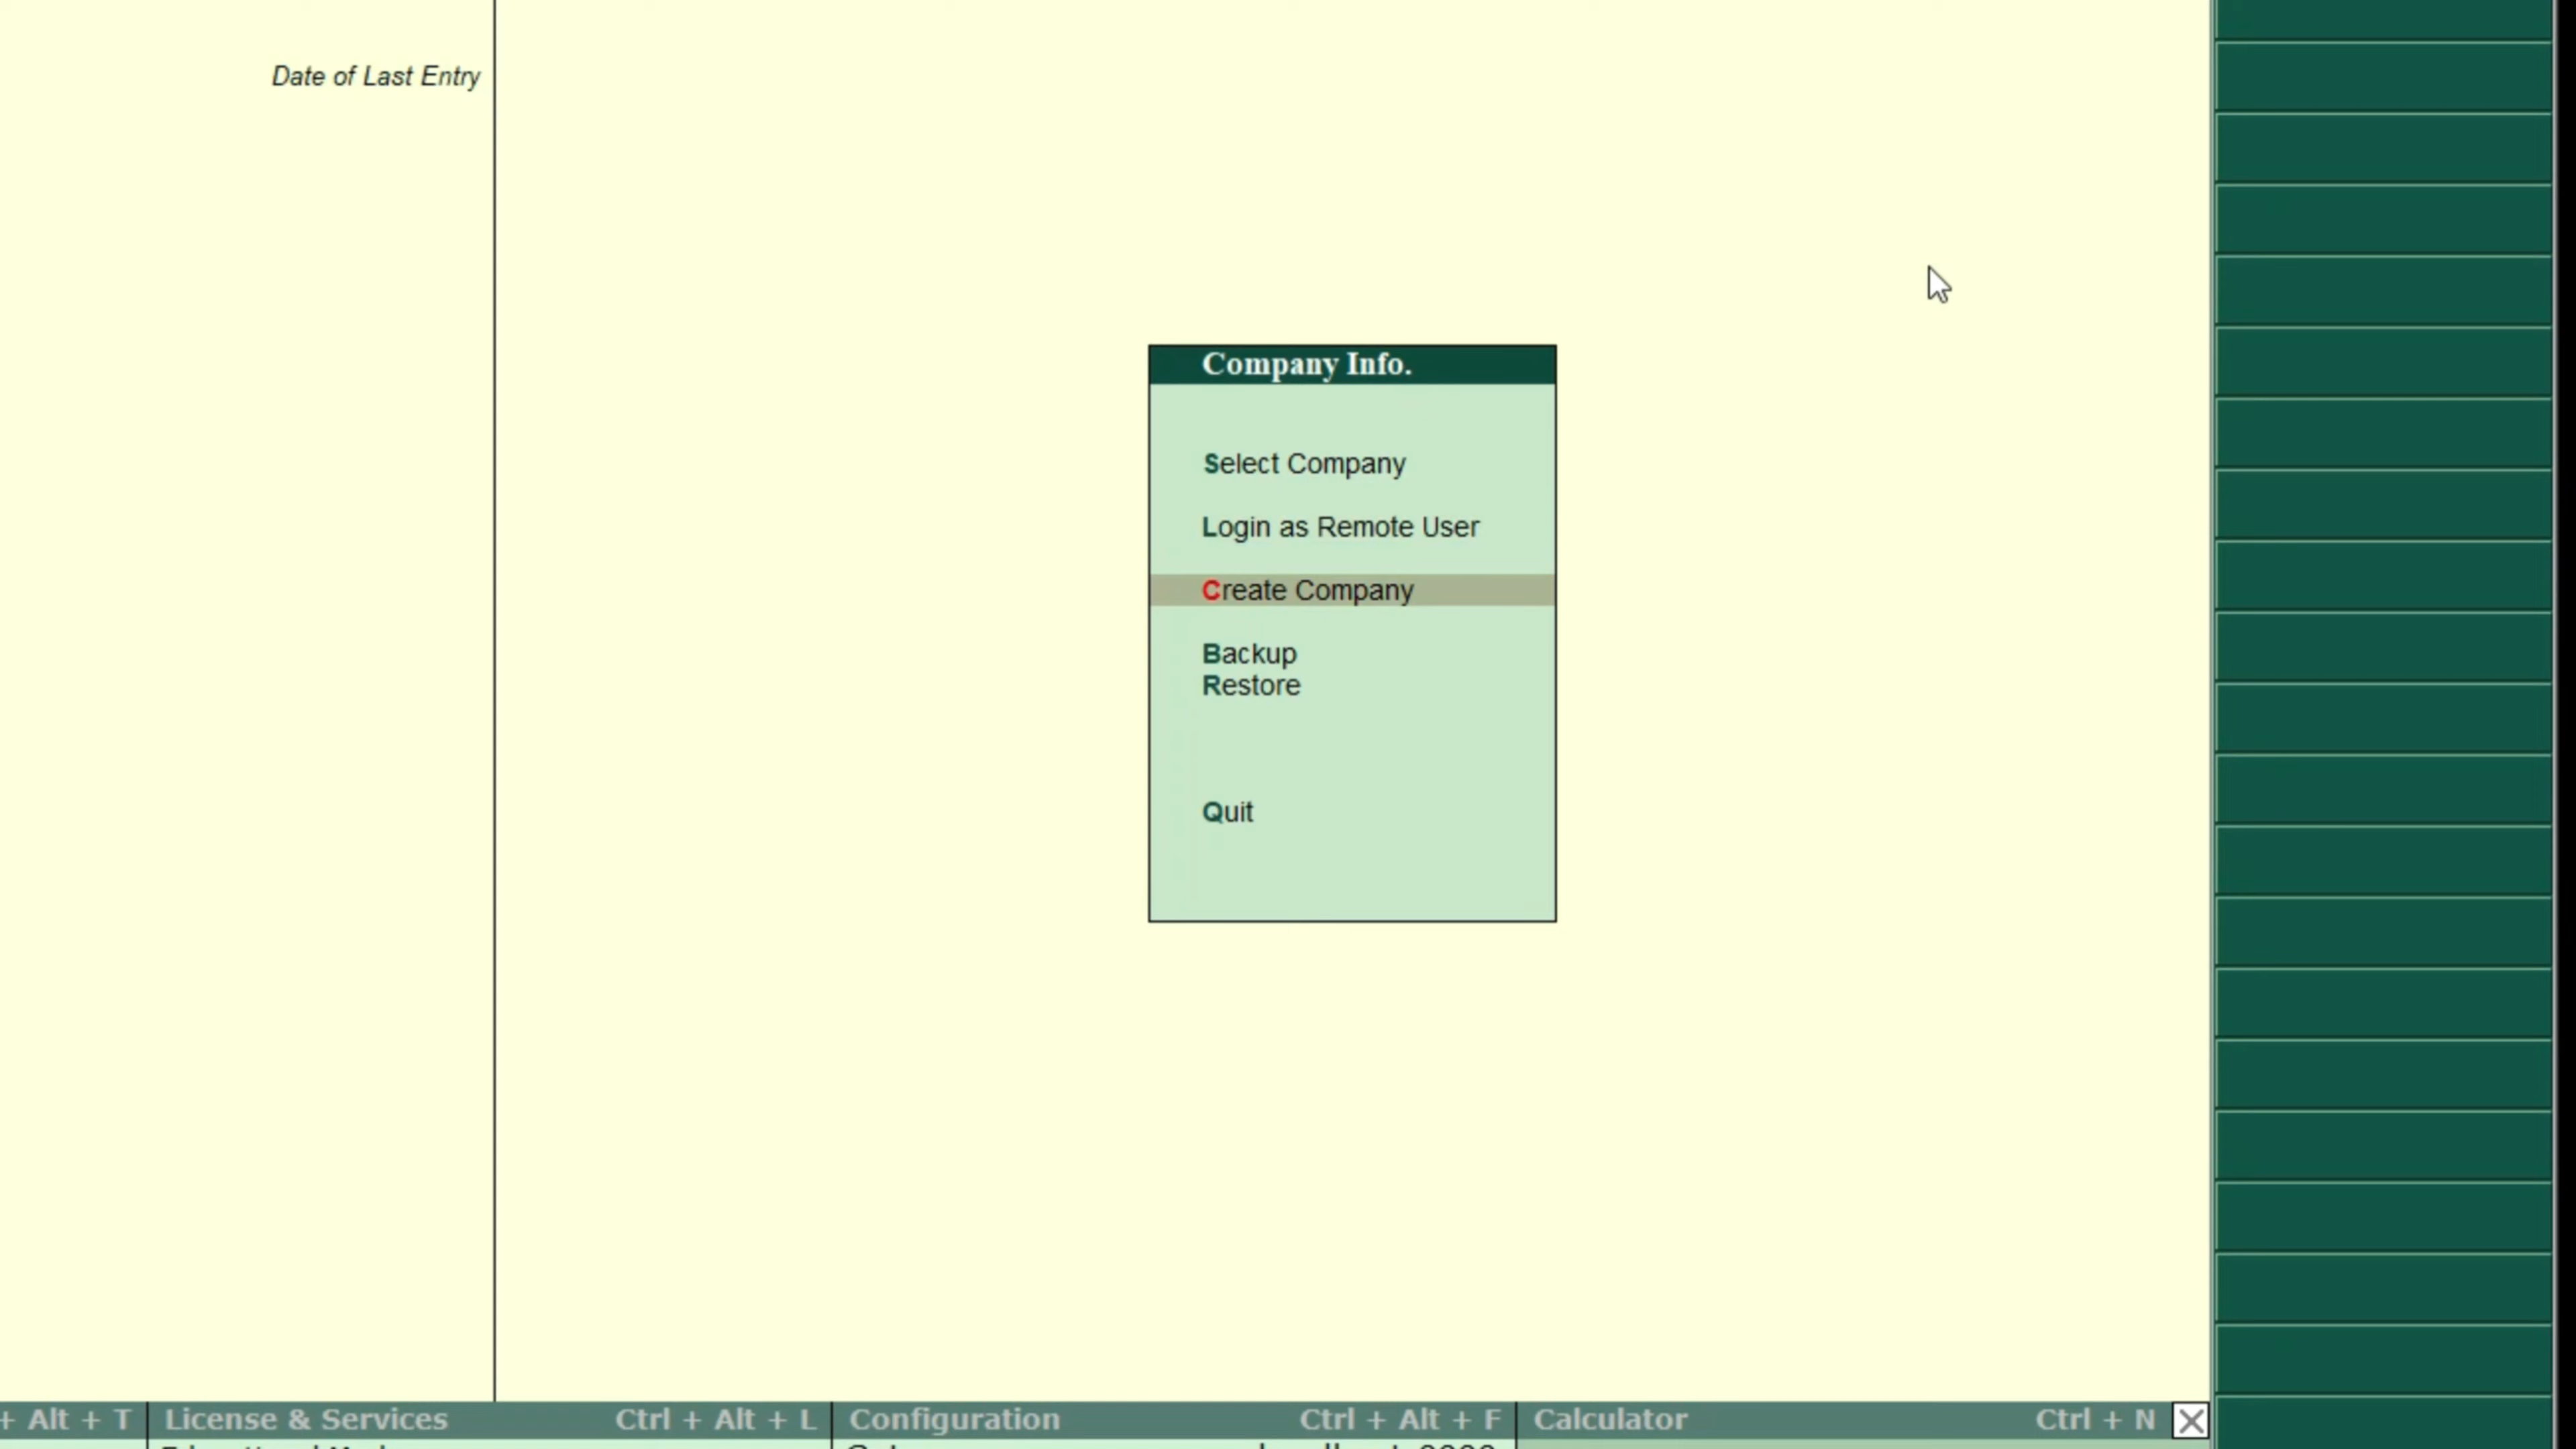 Date of Last Entry
Company Info.
Select Company
Login as Remote User
Create Company
Backup
Restore
Quit
+ Alt + T License & Services Ctrl + Alt + L Configuration Ctrl + Alt + F Calculator Ctrl + N